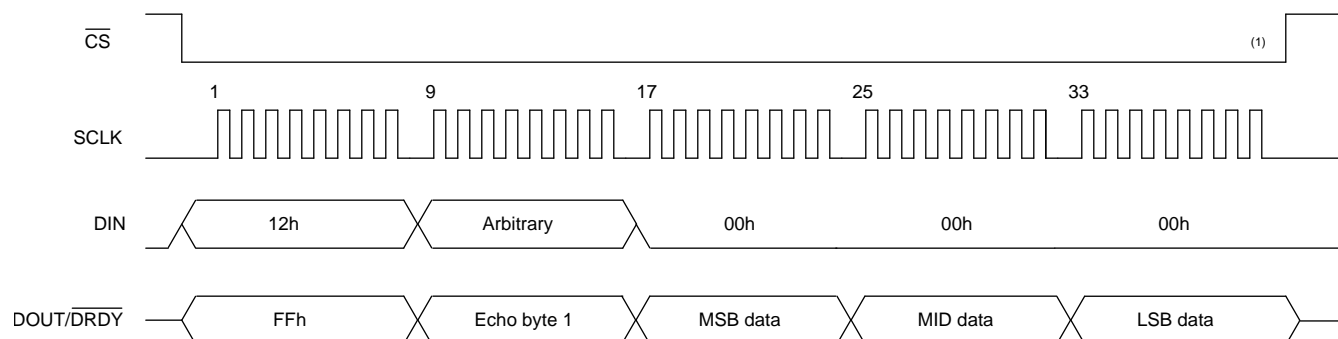 CS
(1)
1 9 17 25 33
SCLK
DIN 12h Arbitrary 00h 00h 00h
DOUT/DRDY FFh Echo byte 1 MSB data MID data LSB data